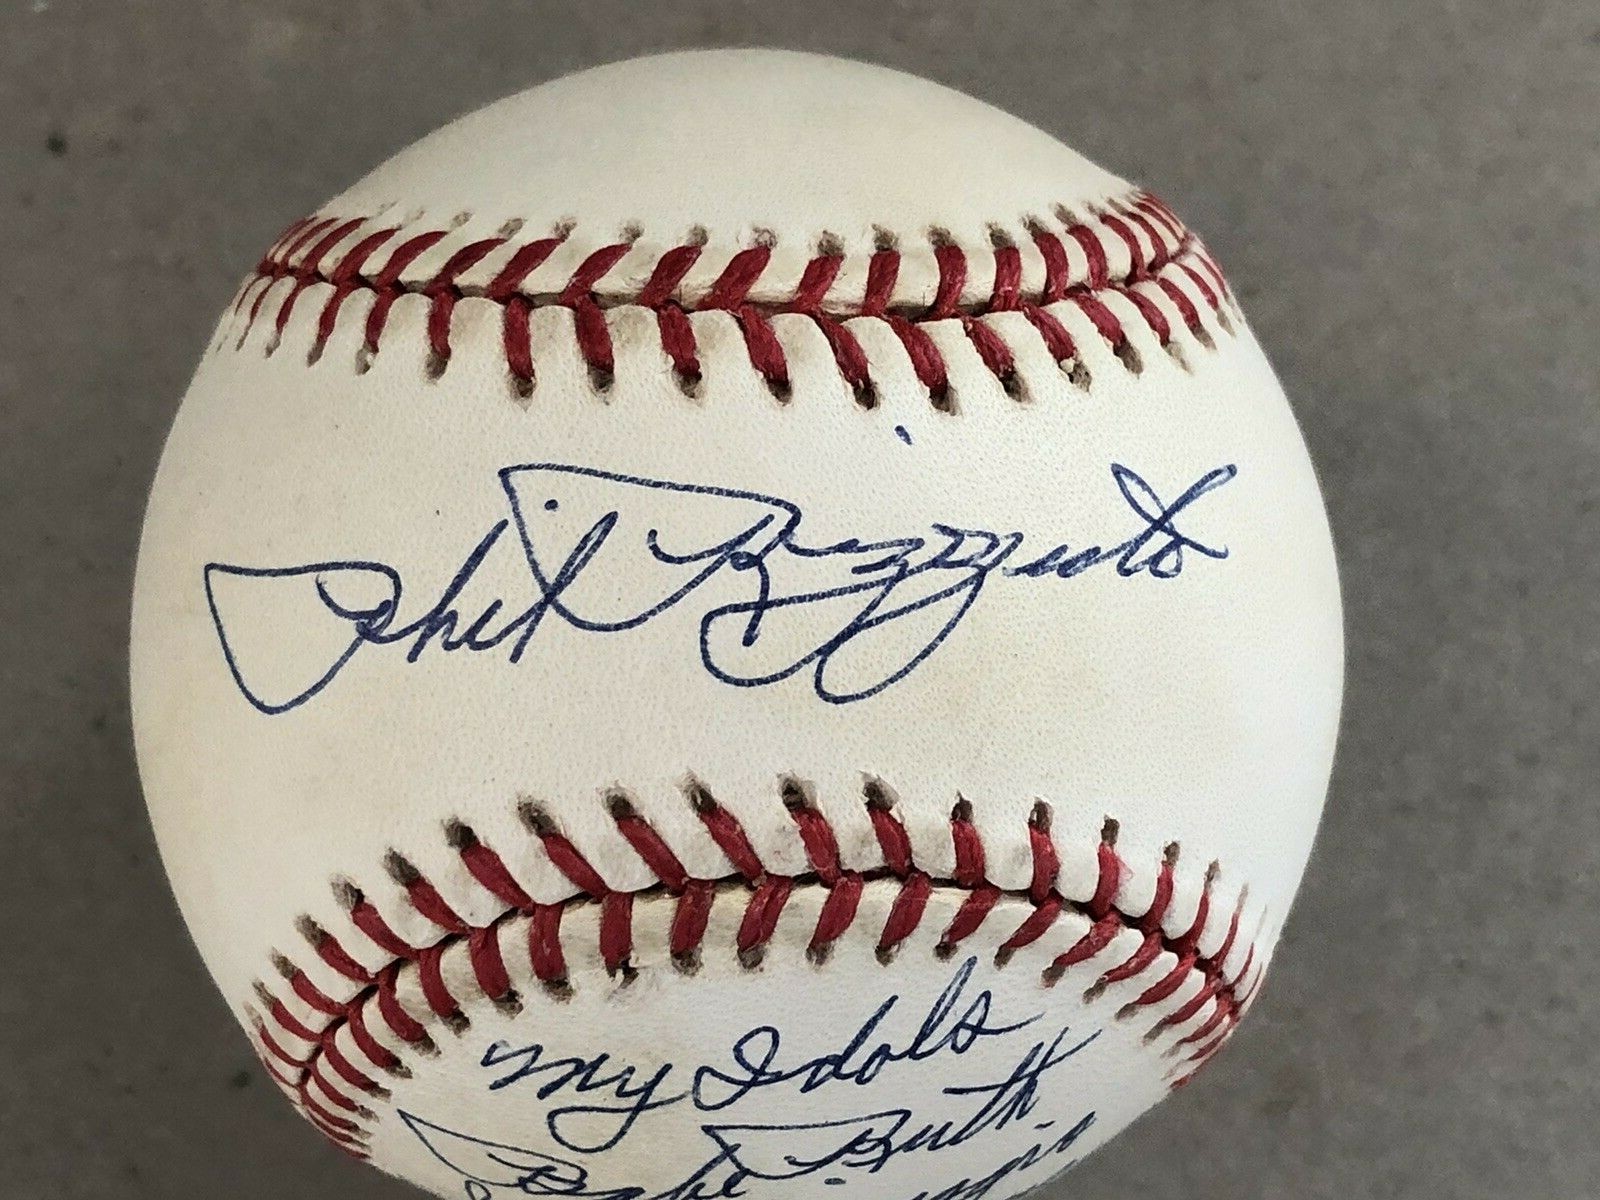 Phil Rizzuto
my Idols
Babe Ruth